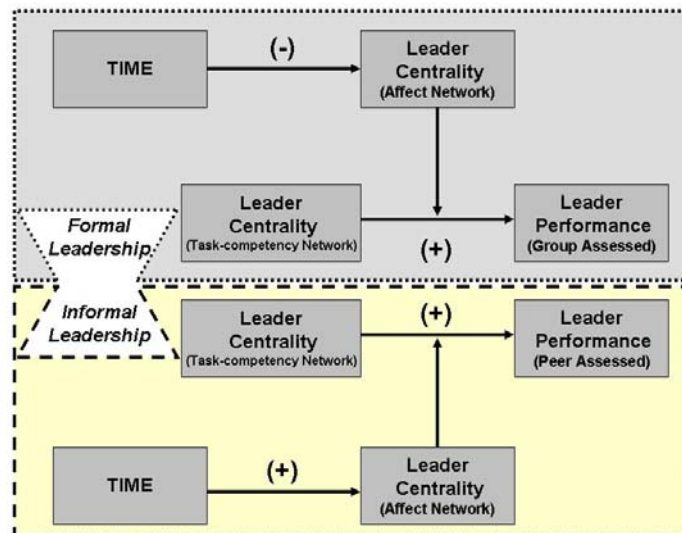 TIME
(-)
Leader
Centrality
(Affect Network)
Leader
Centrality
(Task-competency Network)
(+)
Leader
Performance
(Group Assessed)
Formal
Leadership
Informal
Leadership
Leader
Centrality
(Task-competency Network)
(+)
Leader
Performance
(Peer Assessed)
TIME
(+)
Leader
Centrality
(Affect Network)